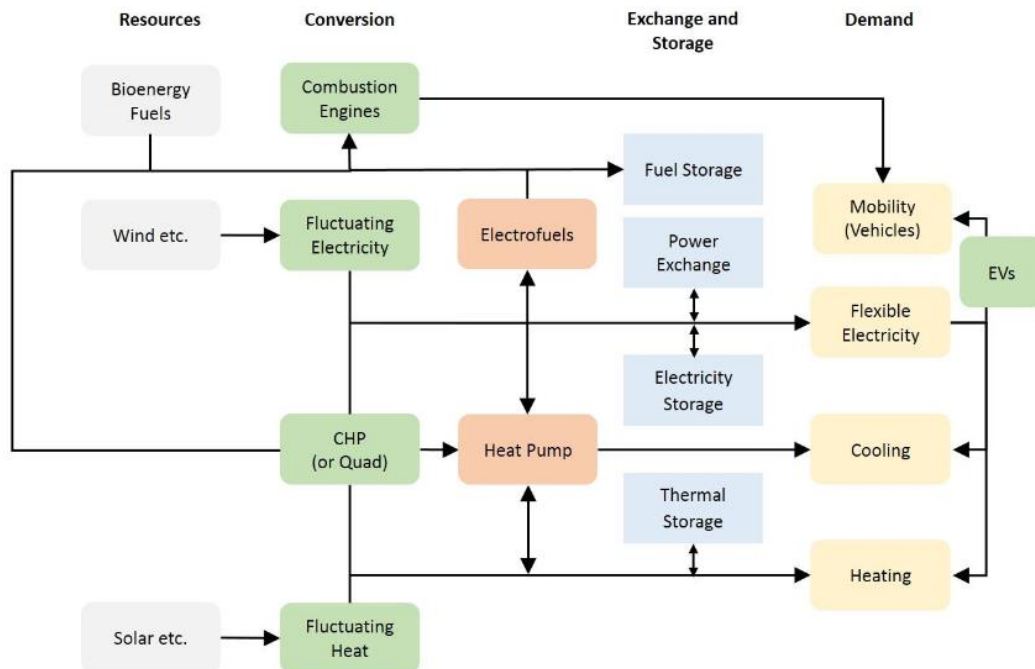 Resources
Conversion
Exchange and
Storage
Demand
Bioenergy
Fuels
Combustion
Engines
Fuel Storage
Mobility
(Vehicles)
Wind etc.
Fluctuating
Electricity
Electrofuels
Power
Exchange
EVs
Flexible
Electricity
Electricity
Storage
CHP
(or Quad)
Heat Pump
Cooling
Thermal
Storage
Heating
Solar etc.
Fluctuating
Heat